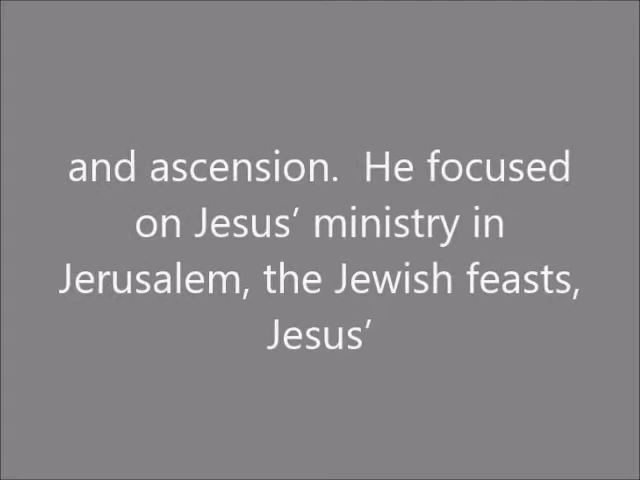 and ascension.  He focused
on Jesus’ ministry in
Jerusalem, the Jewish feasts,
Jesus’